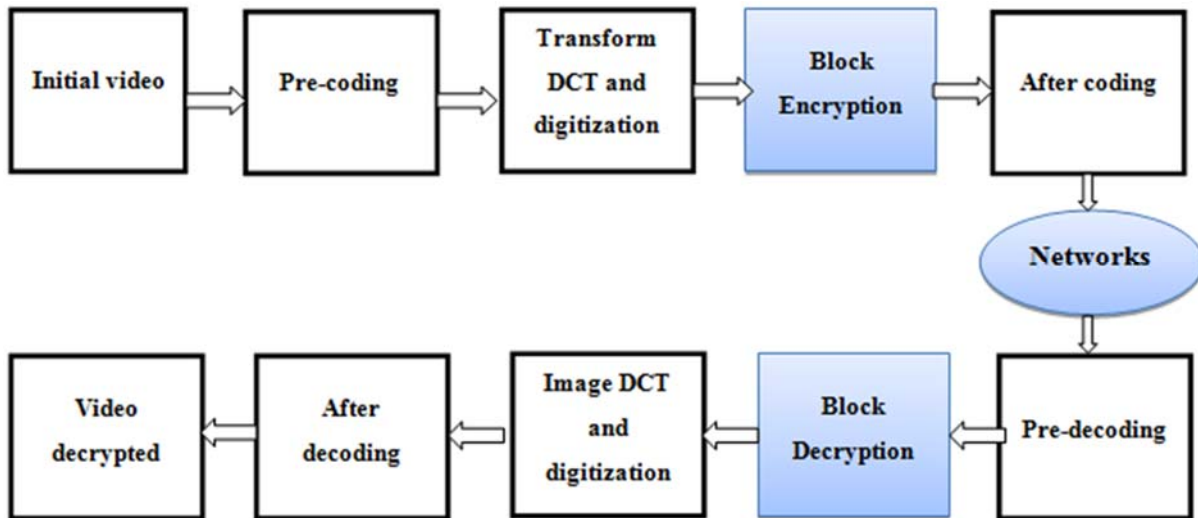 Initial video
Pre-coding
Transform
DCT and
digitization
Block
Encryption
After coding
Networks
Video
decrypted
After
decoding
Image DCT
and
digitization
Block
Decryption
Pre-decoding